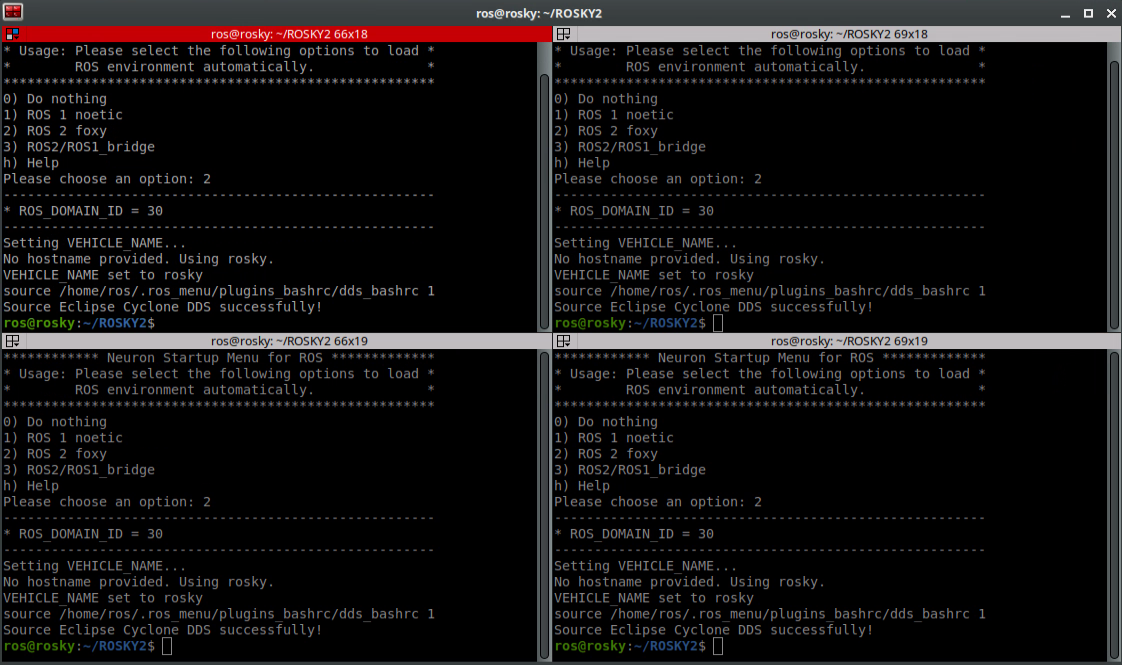 ros@rosky: ~/ROSKY2
ros@rosky: ~/ROSKY2 66x18
* Usage: Please select the following options to load *
*        ROS environment automatically.              *
******************************************************
0) Do nothing
1) ROS 1 noetic
2) ROS 2 foxy
3) ROS2/ROS1_bridge
h) Help
Please choose an option: 2
------------------------------------------------------
* ROS_DOMAIN_ID = 30
------------------------------------------------------
Setting VEHICLE_NAME...
No hostname provided. Using rosky.
VEHICLE_NAME set to rosky
source /home/ros/.ros_menu/plugins_bashrc/dds_bashrc 1
Source Eclipse Cyclone DDS successfully!
ros@rosky:~/ROSKY2$
ros@rosky: ~/ROSKY2 69x18
* Usage: Please select the following options to load *
*        ROS environment automatically.              *
******************************************************
0) Do nothing
1) ROS 1 noetic
2) ROS 2 foxy
3) ROS2/ROS1_bridge
h) Help
Please choose an option: 2
------------------------------------------------------
* ROS_DOMAIN_ID = 30
------------------------------------------------------
Setting VEHICLE_NAME...
No hostname provided. Using rosky.
VEHICLE_NAME set to rosky
source /home/ros/.ros_menu/plugins_bashrc/dds_bashrc 1
Source Eclipse Cyclone DDS successfully!
ros@rosky:~/ROSKY2$
ros@rosky: ~/ROSKY2 66x19
************ Neuron Startup Menu for ROS *************
* Usage: Please select the following options to load *
*        ROS environment automatically.              *
******************************************************
0) Do nothing
1) ROS 1 noetic
2) ROS 2 foxy
3) ROS2/ROS1_bridge
h) Help
Please choose an option: 2
------------------------------------------------------
* ROS_DOMAIN_ID = 30
------------------------------------------------------
Setting VEHICLE_NAME...
No hostname provided. Using rosky.
VEHICLE_NAME set to rosky
source /home/ros/.ros_menu/plugins_bashrc/dds_bashrc 1
Source Eclipse Cyclone DDS successfully!
ros@rosky:~/ROSKY2$
ros@rosky: ~/ROSKY2 69x19
************ Neuron Startup Menu for ROS *************
* Usage: Please select the following options to load *
*        ROS environment automatically.              *
******************************************************
0) Do nothing
1) ROS 1 noetic
2) ROS 2 foxy
3) ROS2/ROS1_bridge
h) Help
Please choose an option: 2
------------------------------------------------------
* ROS_DOMAIN_ID = 30
------------------------------------------------------
Setting VEHICLE_NAME...
No hostname provided. Using rosky.
VEHICLE_NAME set to rosky
source /home/ros/.ros_menu/plugins_bashrc/dds_bashrc 1
Source Eclipse Cyclone DDS successfully!
ros@rosky:~/ROSKY2$